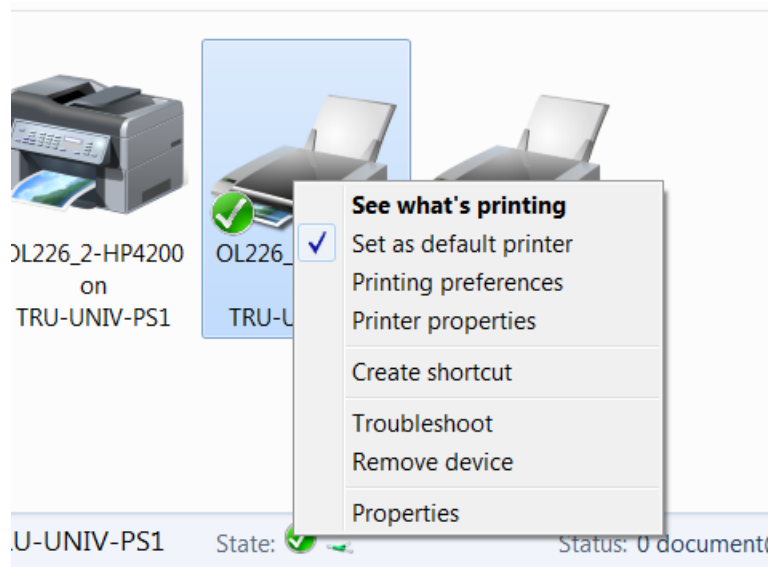 OL226_2-HP4200
on
TRU-UNIV-PS1
OL226_
TRU-U
See what's printing
Set as default printer
Printing preferences
Printer properties
Create shortcut
Troubleshoot
Remove device
Properties
.U-UNIV-PS1
State:
Status: 0 document(